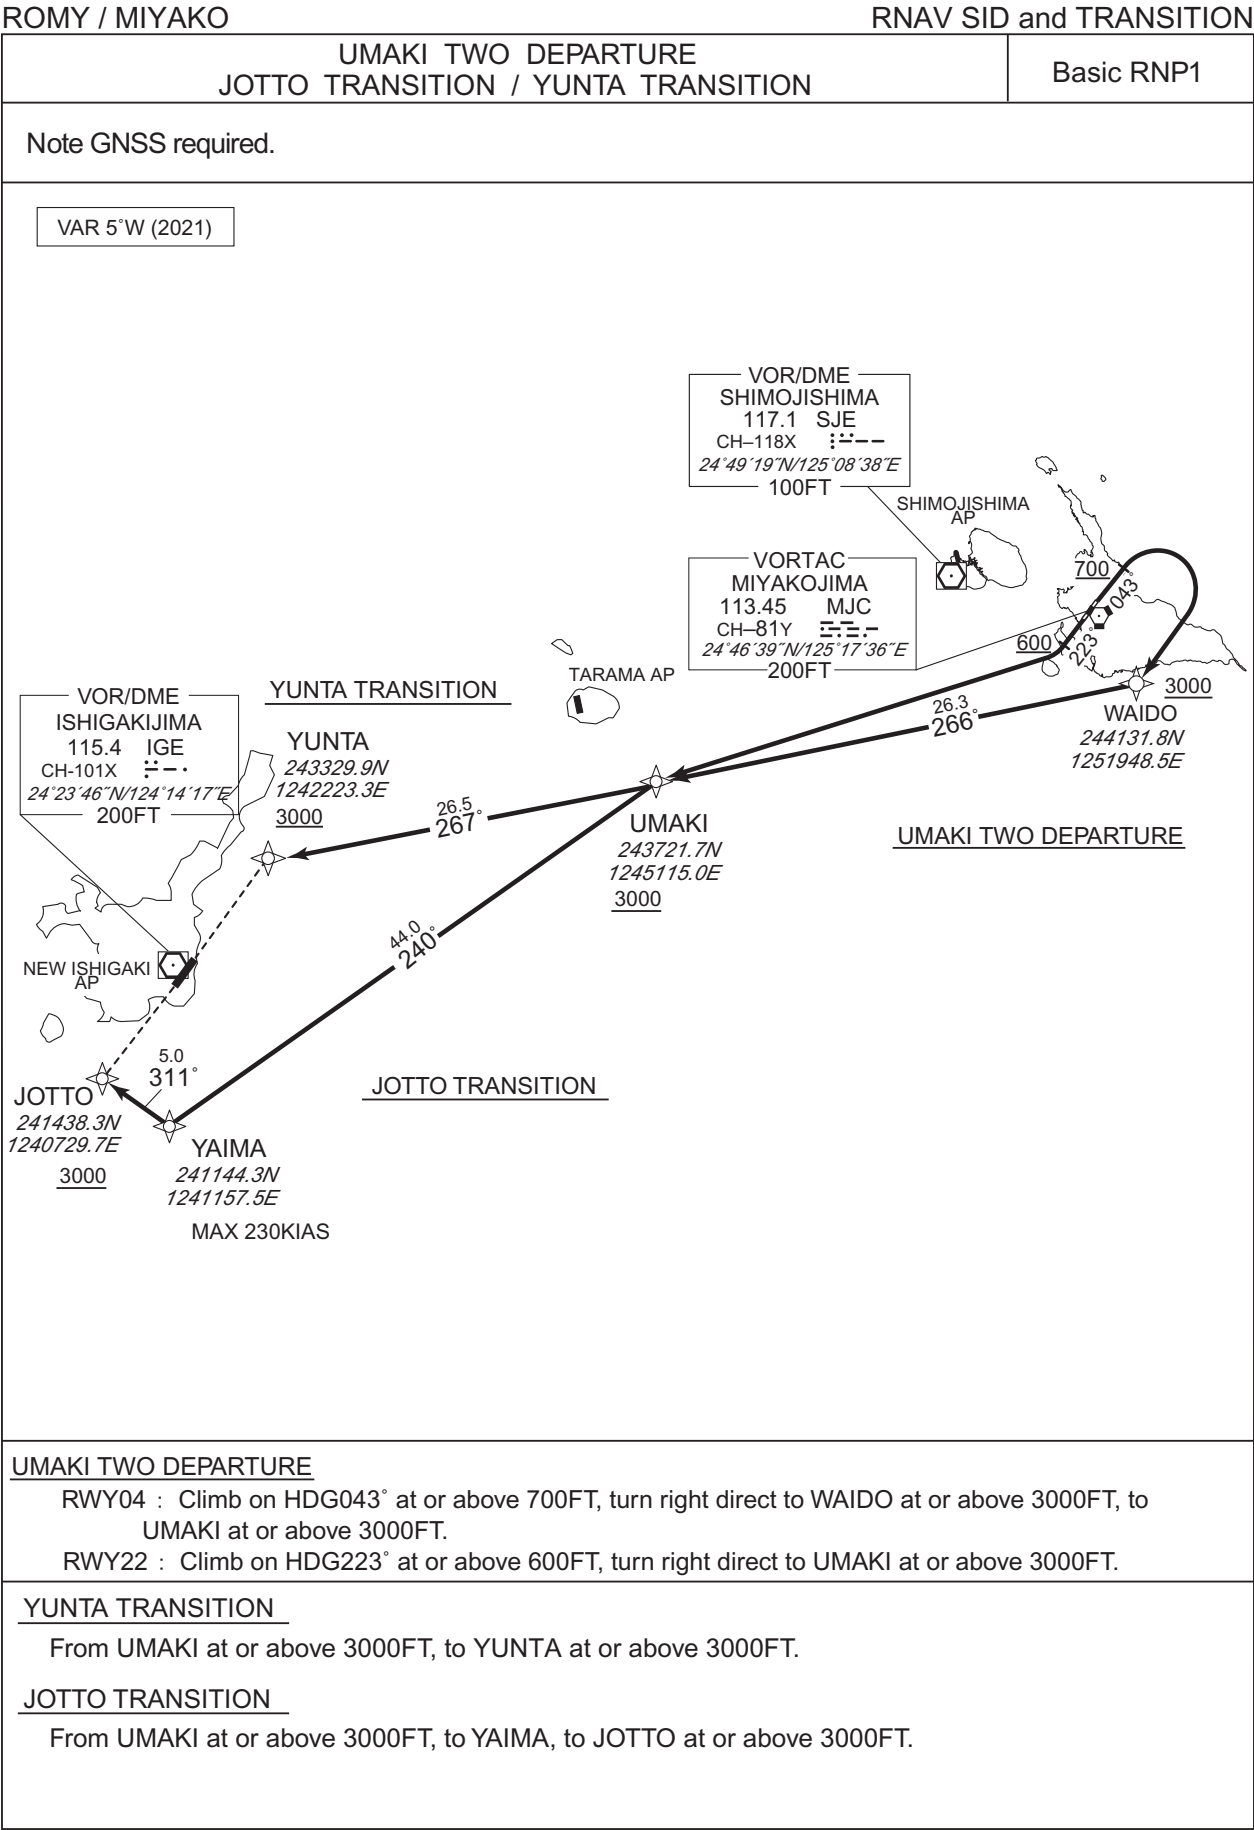 ROMY / MIYAKO
RNAV SID and TRANSITION
UMAKI TWO DEPARTURE
JOTTO TRANSITION / YUNTA TRANSITION
Basic RNP1
Note GNSS required.
VAR 5˚W (2021)
VOR/DME
SHIMOJISHIMA
117.1 SJE
CH–118X
24˚49´19˝N/125˚08´38˝E
100FT
SHIMOJISHIMA
AP
VORTAC
MIYAKOJIMA
113.45 MJC
CH–81Y
24˚46´39˝N/125˚17´36˝E
200FT
700
043˚
600
223˚
TARAMA AP
3000
WAIDO
244131.8N
1251948.5E
26.3
266˚
VOR/DME
ISHIGAKIJIMA
115.4 IGE
CH-101X
24˚23´46˝N/124˚14´17˝E
200FT
YUNTA TRANSITION
YUNTA
243329.9N
1242223.3E
3000
26.5
267˚
UMAKI
243721.7N
1245115.0E
3000
UMAKI TWO DEPARTURE
44.0
240˚
NEW ISHIGAKI
AP
5.0
311˚
JOTTO
241438.3N
1240729.7E
3000
JOTTO TRANSITION
YAIMA
241144.3N
1241157.5E
MAX 230KIAS
UMAKI TWO DEPARTURE
RWY04 : Climb on HDG043˚ at or above 700FT, turn right direct to WAIDO at or above 3000FT, to
UMAKI at or above 3000FT.
RWY22 : Climb on HDG223˚ at or above 600FT, turn right direct to UMAKI at or above 3000FT.
YUNTA TRANSITION
From UMAKI at or above 3000FT, to YUNTA at or above 3000FT.
JOTTO TRANSITION
From UMAKI at or above 3000FT, to YAIMA, to JOTTO at or above 3000FT.